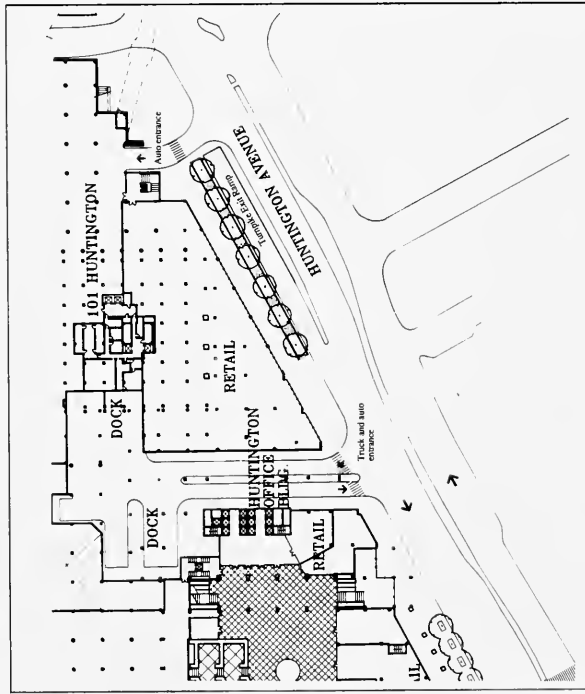 Auto entrance
101 HUNTINGTON
Turnpike Exit Ramp
HUNTINGTON AVENUE
RETAIL
DOCK
Truck and auto
entrance
HUNTINGTON
OFFICE
BLDG.
DOCK
RETAIL